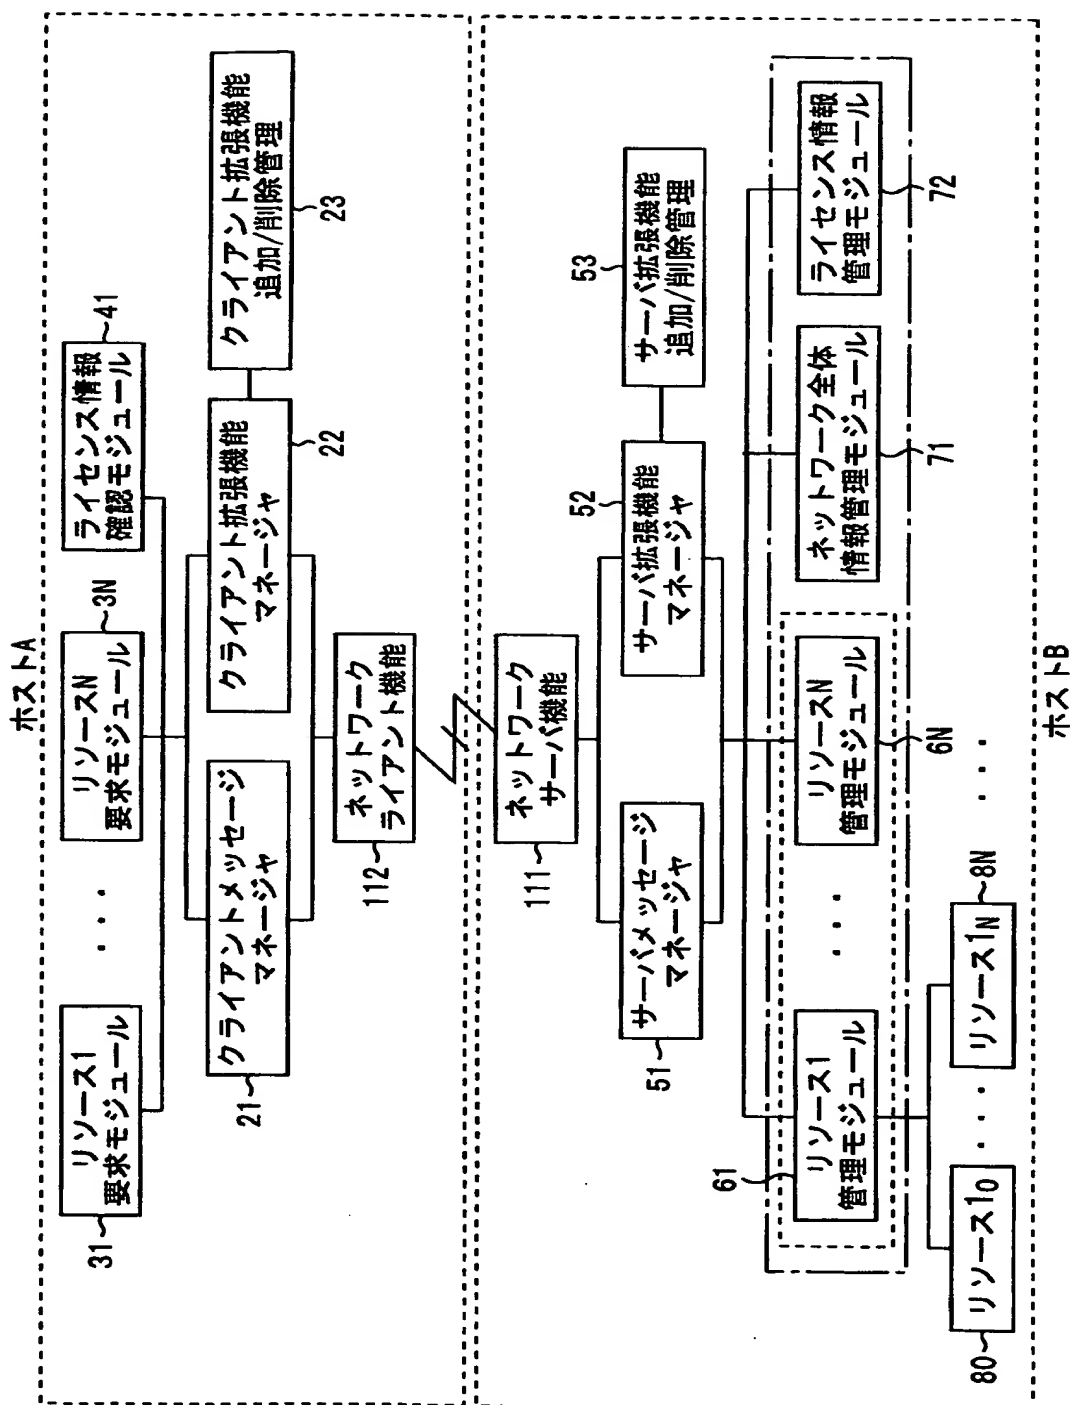 ホストA
リソース1
要求モジュール
31
...
リソースN
要求モジュール
3N
ライセンス情報
確認モジュール
41
クライアントメッセージ
マネージャ
21
クライアント拡張機能
マネージャ
22
クライアント拡張機能
追加/削除管理
23
ネットワーク
ライアント機能
112
ネットワーク
サーバ機能
111
サーバメッセージ
マネージャ
51
サーバ拡張機能
マネージャ
52
サーバ拡張機能
追加/削除管理
53
リソース1
管理モジュール
61
...
リソースN
管理モジュール
6N
ネットワーク全体
情報管理モジュール
71
ライセンス情報
管理モジュール
72
リソース1₀
80
...
リソース1N
8N
...
ホストB